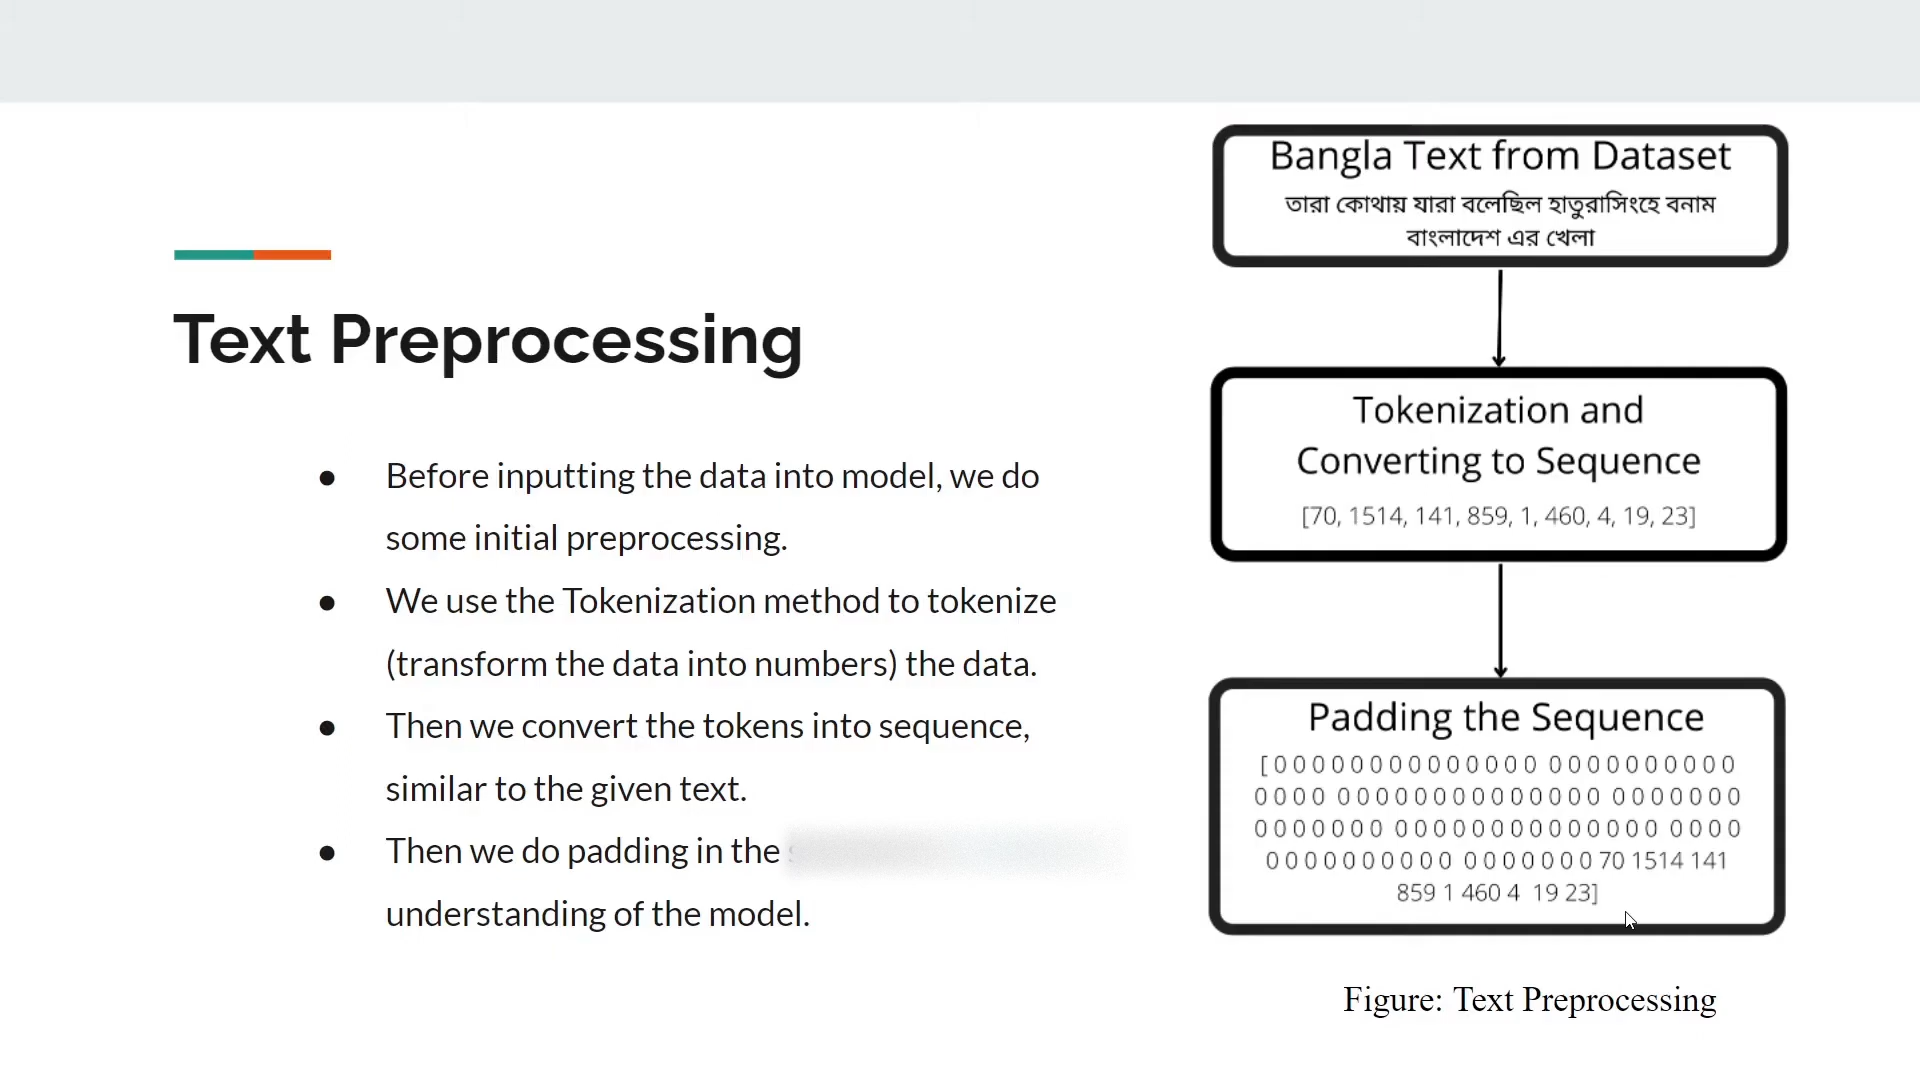 Text Preprocessing
● Before inputting the data into model, we do
some initial preprocessing.
● We use the Tokenization method to tokenize
(transform the data into numbers) the data.
● Then we convert the tokens into sequence,
similar to the given text.
● Then we do padding in the
understanding of the model.
Bangla Text from Dataset
তারা কোথায় যারা বলেছিল হাতুরাসিংহে বনাম
বাংলাদেশ এর খেলা
Tokenization and
Converting to Sequence
[70, 1514, 141, 859, 1, 460, 4, 19, 23]
Padding the Sequence
[ 0 0 0 0 0 0 0 0 0 0 0 0 0 0 0 0 0 0 0 0 0 0 0 0
0 0 0 0 0 0 0 0 0 0 0 0 0 0 0 0 0 0 0 0 0 0 0 0 0
0 0 0 0 0 0 0 0 0 0 0 0 0 0 0 0 0 0 0 0 0 0 0 0 0
0 0 0 0 0 0 0 0 0 0 0 0 0 0 0 0 0 70 1514 141
859 1 460 4 19 23]
Figure: Text Preprocessing